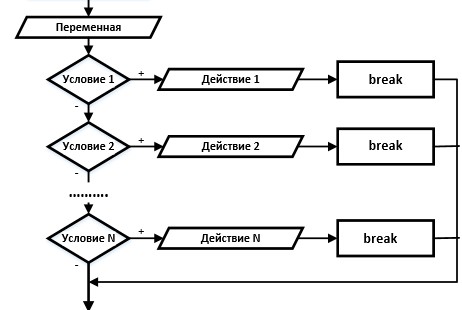 Переменная
Условие 1
+
Действие 1
break
-
Условие 2
+
Действие 2
break
-
..........
Условие N
+
Действие N
break
-